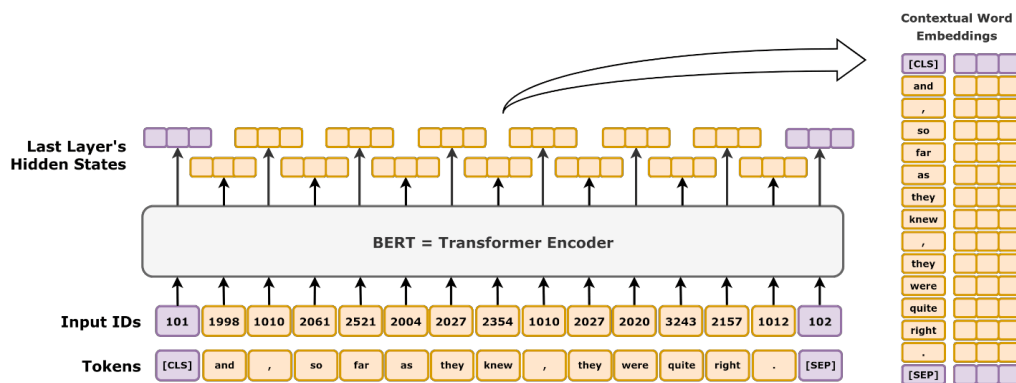 Contextual Word
Embeddings
[CLS]
and
,
so
far
as
they
knew
,
they
were
quite
right
.
[SEP]
Last Layer's
Hidden States
BERT = Transformer Encoder
Input IDs 101 1998 1010 2061 2521 2004 2027 2354 1010 2027 2020 3243 2157 1012 102
Tokens [CLS] and , so far as they knew , they were quite right . [SEP]